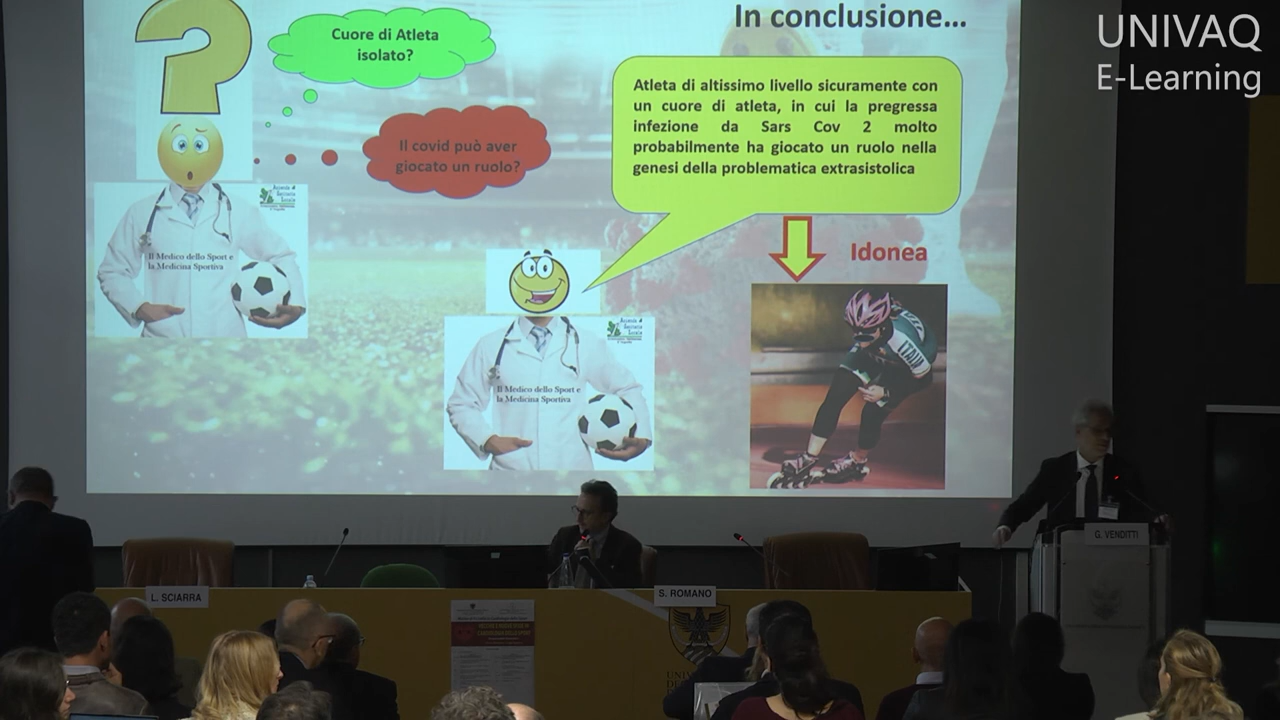 In conclusione...
UNIVAQ
E-Learning
Cuore di Atleta
isolato?
Atleta di altissimo livello sicuramente con
un cuore di atleta, in cui la pregressa
infezione da Sars Cov 2 molto
probabilmente ha giocato un ruolo nella
genesi della problematica extrasistolica
Il covid può aver
giocato un ruolo?
Idonea
Il Medico dello Sport e
la Medicina Sportiva
Il Medico dello Sport e
la Medicina Sportiva
ITALIA
G. VENDITTI
L. SCIARRA
S. ROMANO